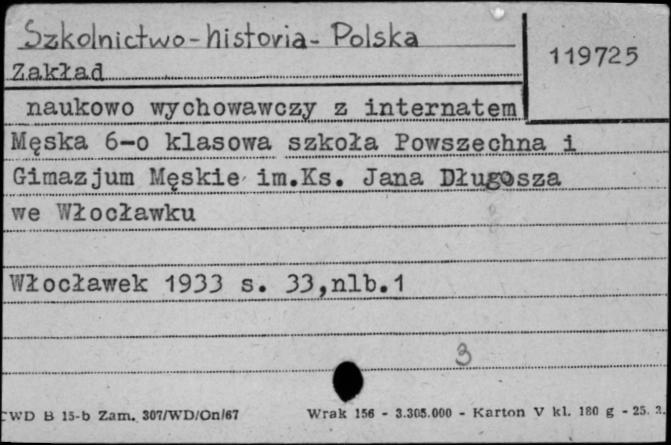 Szkolnictwo-historia-Polska
119725
Zakład
naukowo wychowawczy z internatem
Męska 6-o klasowa szkoła Powszechna i
Gimazjum Męskie im.Ks. Jana Długosza
we Włocławku
Włocławek 1933 s. 33,nlb.1
3
CWD B 15-b Zam. 307/WD/On/67 Wrak 156 - 3.305.000 - Karton V kl. 180 g - 25. 2.